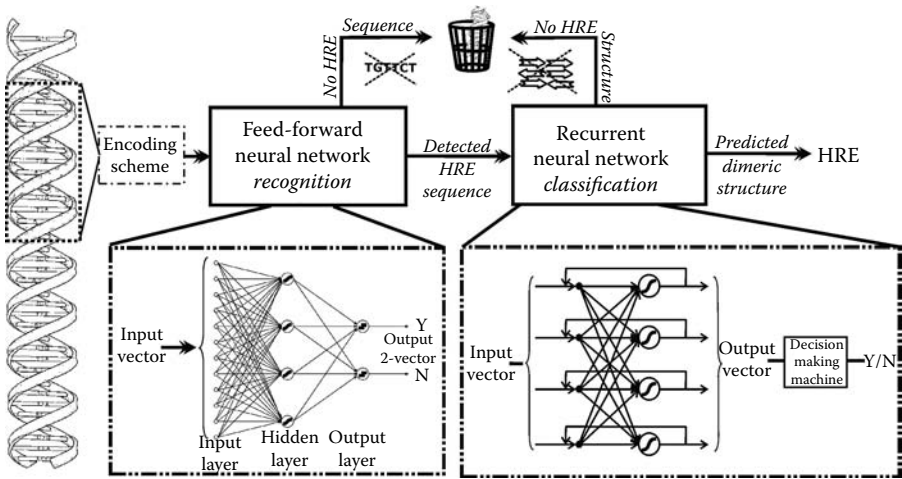 Sequence
No HRE
TGTTCT
No HRE
Structure
Encoding
scheme
Feed-forward
neural network
recognition
Detected
HRE
sequence
Recurrent
neural network
classification
Predicted
dimeric
structure
HRE
Input
vector
Y
Output
2-vector
N
Input
layer
Hidden
layer
Output
layer
Input
vector
Output
vector
Decision
making
machine
Y/N